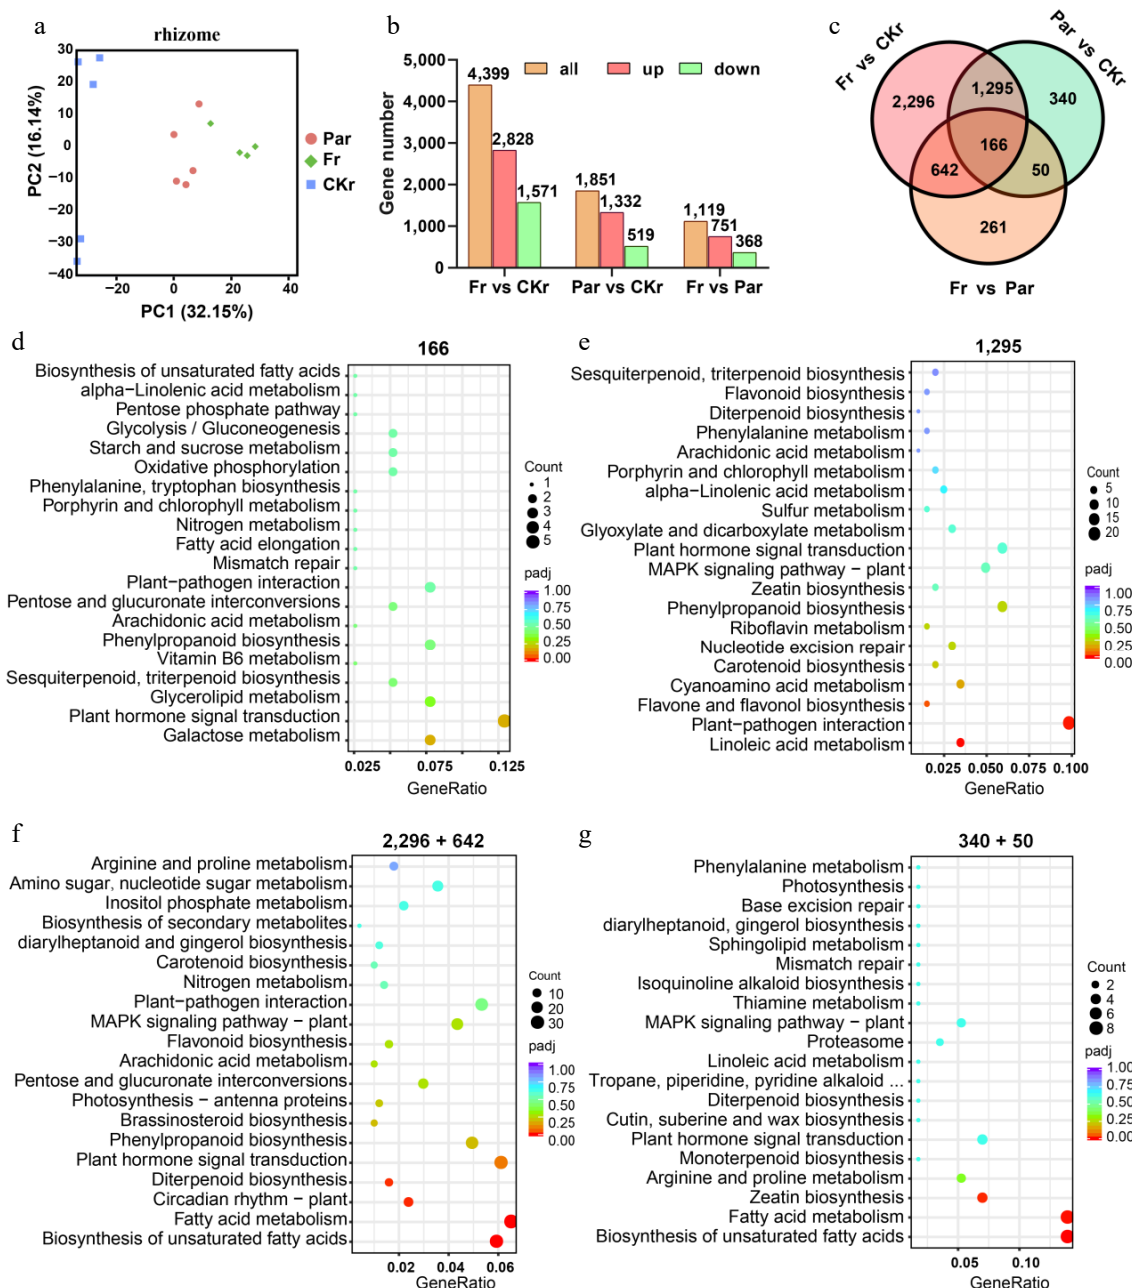 a
rhizome
30
20
10
0
−10
−20
−30
−40
PC2 (16.14%)
−20
0
20
40
PC1 (32.15%)
Par
Fr
CKr
b
all
up
down
5,000
4,000
3,000
2,000
1,000
0
Gene number
4,399
2,828
1,571
1,851
1,332
519
1,119
751
368
Fr vs CKr
Par vs CKr
Fr vs Par
c
Fr vs CKr
Par vs CKr
2,296
1,295
340
166
642
50
261
Fr vs Par
d
166
Biosynthesis of unsaturated fatty acids
alpha−Linolenic acid metabolism
Pentose phosphate pathway
Glycolysis / Gluconeogenesis
Starch and sucrose metabolism
Oxidative phosphorylation
Phenylalanine, tryptophan biosynthesis
Porphyrin and chlorophyll metabolism
Nitrogen metabolism
Fatty acid elongation
Mismatch repair
Plant−pathogen interaction
Pentose and glucuronate interconversions
Arachidonic acid metabolism
Phenylpropanoid biosynthesis
Vitamin B6 metabolism
Sesquiterpenoid, triterpenoid biosynthesis
Glycerolipid metabolism
Plant hormone signal transduction
Galactose metabolism
0.025
0.075
0.125
GeneRatio
Count
1
2
3
4
5
padj
1.00
0.75
0.50
0.25
0.00
e
1,295
Sesquiterpenoid, triterpenoid biosynthesis
Flavonoid biosynthesis
Diterpenoid biosynthesis
Phenylalanine metabolism
Arachidonic acid metabolism
Porphyrin and chlorophyll metabolism
alpha−Linolenic acid metabolism
Sulfur metabolism
Glyoxylate and dicarboxylate metabolism
Plant hormone signal transduction
MAPK signaling pathway − plant
Zeatin biosynthesis
Phenylpropanoid biosynthesis
Riboflavin metabolism
Nucleotide excision repair
Carotenoid biosynthesis
Cyanoamino acid metabolism
Flavone and flavonol biosynthesis
Plant−pathogen interaction
Linoleic acid metabolism
0.025
0.050
0.075
0.100
GeneRatio
Count
5
10
15
20
padj
1.00
0.75
0.50
0.25
0.00
f
2,296 + 642
Arginine and proline metabolism
Amino sugar, nucleotide sugar metabolism
Inositol phosphate metabolism
Biosynthesis of secondary metabolites
diarylheptanoid and gingerol biosynthesis
Carotenoid biosynthesis
Nitrogen metabolism
Plant−pathogen interaction
MAPK signaling pathway − plant
Flavonoid biosynthesis
Arachidonic acid metabolism
Pentose and glucuronate interconversions
Photosynthesis − antenna proteins
Brassinosteroid biosynthesis
Phenylpropanoid biosynthesis
Plant hormone signal transduction
Diterpenoid biosynthesis
Circadian rhythm − plant
Fatty acid metabolism
Biosynthesis of unsaturated fatty acids
0.02
0.04
0.06
GeneRatio
Count
10
20
30
padj
1.00
0.75
0.50
0.25
0.00
g
340 + 50
Phenylalanine metabolism
Photosynthesis
Base excision repair
diarylheptanoid, gingerol biosynthesis
Sphingolipid metabolism
Mismatch repair
Isoquinoline alkaloid biosynthesis
Thiamine metabolism
MAPK signaling pathway − plant
Proteasome
Linoleic acid metabolism
Tropane, piperidine, pyridine alkaloid ...
Diterpenoid biosynthesis
Cutin, suberine and wax biosynthesis
Plant hormone signal transduction
Monoterpenoid biosynthesis
Arginine and proline metabolism
Zeatin biosynthesis
Fatty acid metabolism
Biosynthesis of unsaturated fatty acids
0.05
0.10
GeneRatio
Count
2
4
6
8
padj
1.00
0.75
0.50
0.25
0.00